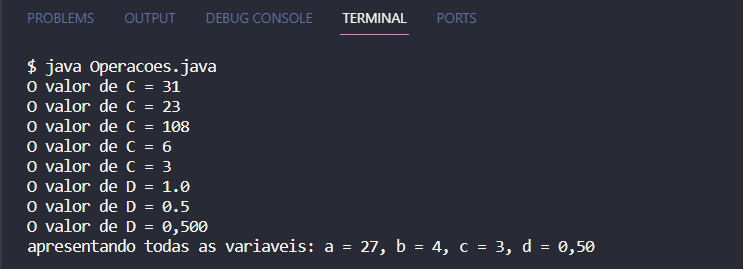 PROBLEMS OUTPUT DEBUG CONSOLE TERMINAL PORTS
$ java Operacoes.java
O valor de C = 31
O valor de C = 23
O valor de C = 108
O valor de C = 6
O valor de C = 3
O valor de D = 1.0
O valor de D = 0.5
O valor de D = 0,500
apresentando todas as variaveis: a = 27, b = 4, c = 3, d = 0,50